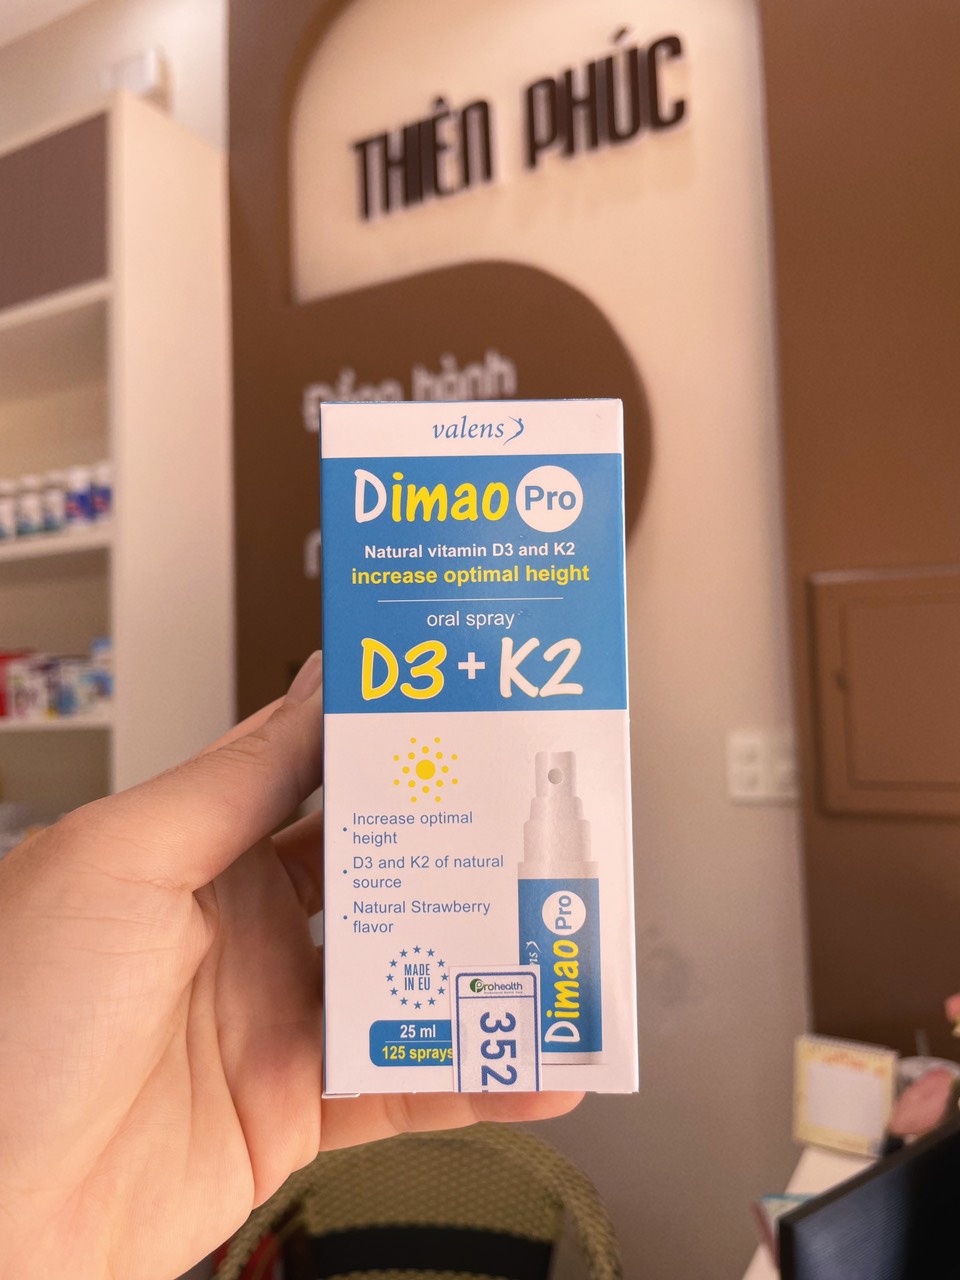 THIÊN PHÚC
Đồng hành
valens
Dimao Pro
Natural vitamin D3 and K2
increase optimal height
oral spray
D3 + K2
• Increase optimal
height
• D3 and K2 of natural
source
• Natural Strawberry
flavor
MADE
IN EU
25 ml
125 sprays
Dimao Pro
Prohealth
352